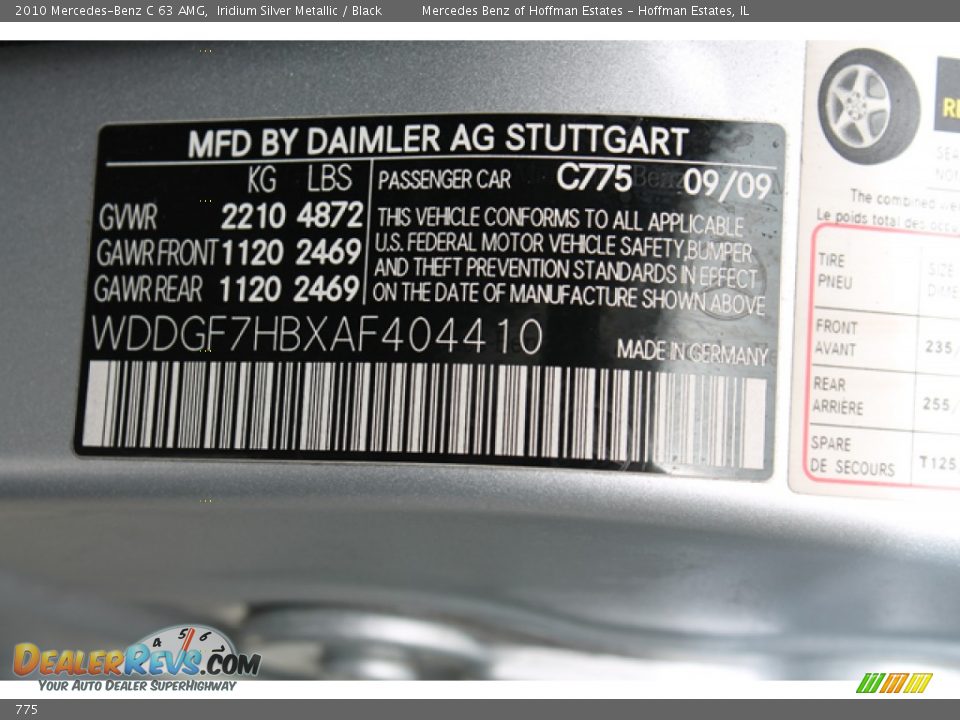 2010 Mercedes-Benz C 63 AMG, Iridium Silver Metallic / Black Mercedes Benz of Hoffman Estates - Hoffman Estates, IL
MFD BY DAIMLER AG STUTTGART
KG LBS
GVWR 2210 4872
GAWR FRONT 1120 2469
GAWR REAR 1120 2469
PASSENGER CAR C775 09/09
THIS VEHICLE CONFORMS TO ALL APPLICABLE
U.S. FEDERAL MOTOR VEHICLE SAFETY, BUMPER
AND THEFT PREVENTION STANDARDS IN EFFECT
ON THE DATE OF MANUFACTURE SHOWN ABOVE
WDDGF7HBXAF404410
MADE IN GERMANY
The combined
Le poids total des
TIRE
PNEU
SIZE
FRONT
AVANT
235/
REAR
ARRIÈRE
255/
SPARE
DE SECOURS
T125
4 5 6
DEALERREVS.COM
YOUR AUTO DEALER SUPERHIGHWAY
775